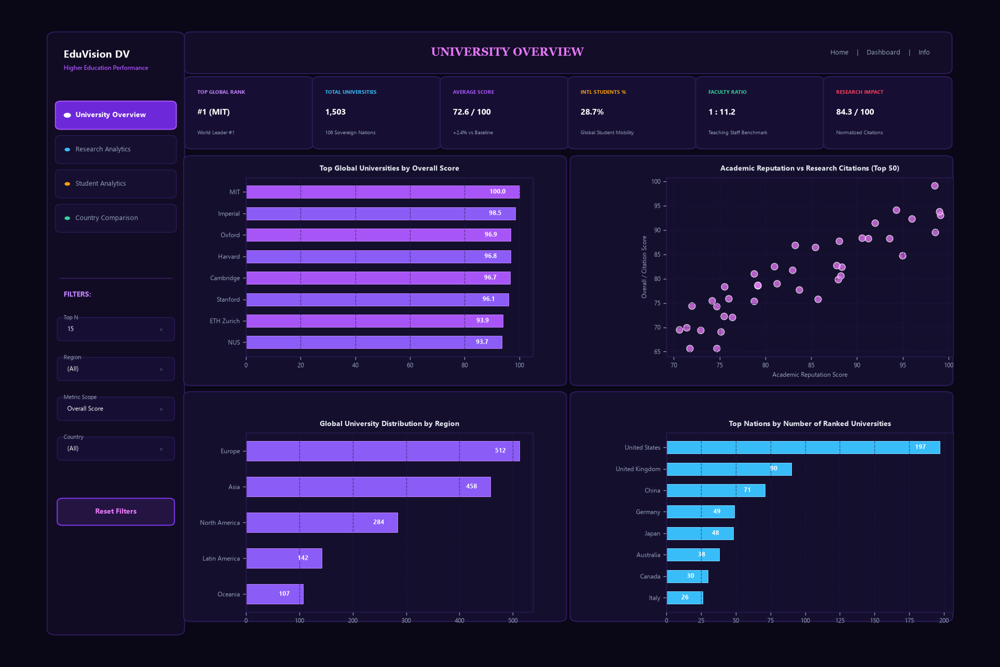 EduVision DV
Higher Education Performance
University Overview
Research Analytics
Student Analytics
Country Comparison
FILTERS:
Top N
15 v
Region
(All) v
Metric Scope
Overall Score v
Country
(All) v
Reset Filters
UNIVERSITY OVERVIEW
Home | Dashboard | Info
TOP GLOBAL RANK
#1 (MIT)
World Leader #1
TOTAL UNIVERSITIES
1,503
106 Sovereign Nations
AVERAGE SCORE
72.6 / 100
+2.4% vs Baseline
INTL STUDENTS %
28.7%
Global Student Mobility
FACULTY RATIO
1 : 11.2
Teaching Staff Benchmark
RESEARCH IMPACT
84.3 / 100
Normalized Citations
Top Global Universities by Overall Score
MIT 100.0
Imperial 98.5
Oxford 96.9
Harvard 96.8
Cambridge 96.7
Stanford 96.1
ETH Zurich 93.9
NUS 93.7
0 20 40 60 80 100
Academic Reputation vs Research Citations (Top 50)
Overall / Citation Score
100
95
90
85
80
75
70
65
70 75 80 85 90 95 100
Academic Reputation Score
Global University Distribution by Region
Europe 512
Asia 458
North America 284
Latin America 142
Oceania 107
0 100 200 300 400 500
Top Nations by Number of Ranked Universities
United States 197
United Kingdom 90
China 71
Germany 49
Japan 48
Australia 38
Canada 30
Italy 26
0 25 50 75 100 125 150 175 200